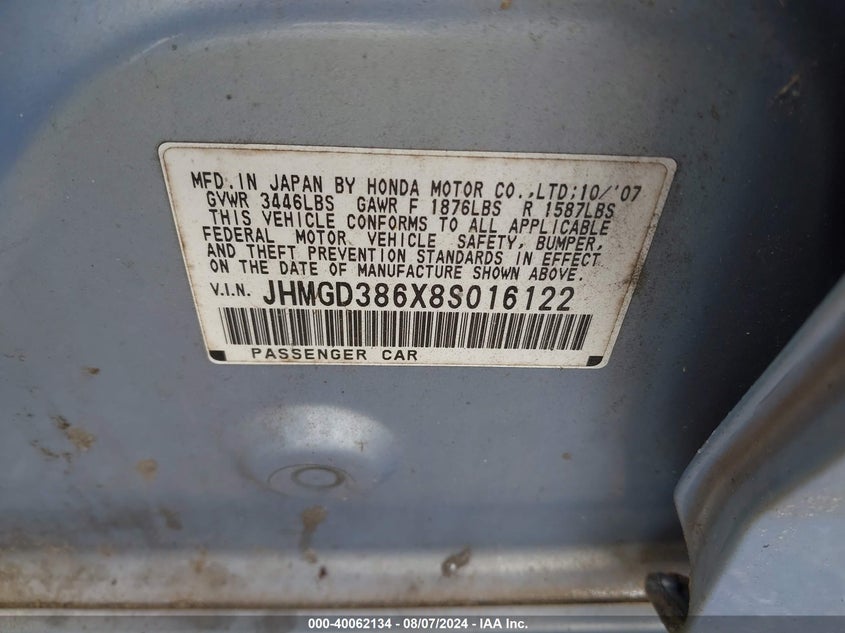 MFD. IN JAPAN BY HONDA MOTOR CO.,LTD;10/'07
GVWR 3446LBS GAWR F 1876LBS R 1587LBS
THIS VEHICLE CONFORMS TO ALL APPLICABLE
FEDERAL MOTOR VEHICLE SAFETY, BUMPER,
AND THEFT PREVENTION STANDARDS IN EFFECT
ON THE DATE OF MANUFACTURE SHOWN ABOVE.
V.I.N. JHMGD386X8S016122
PASSENGER CAR
000-40062134 - 08/07/2024 - IAA Inc.